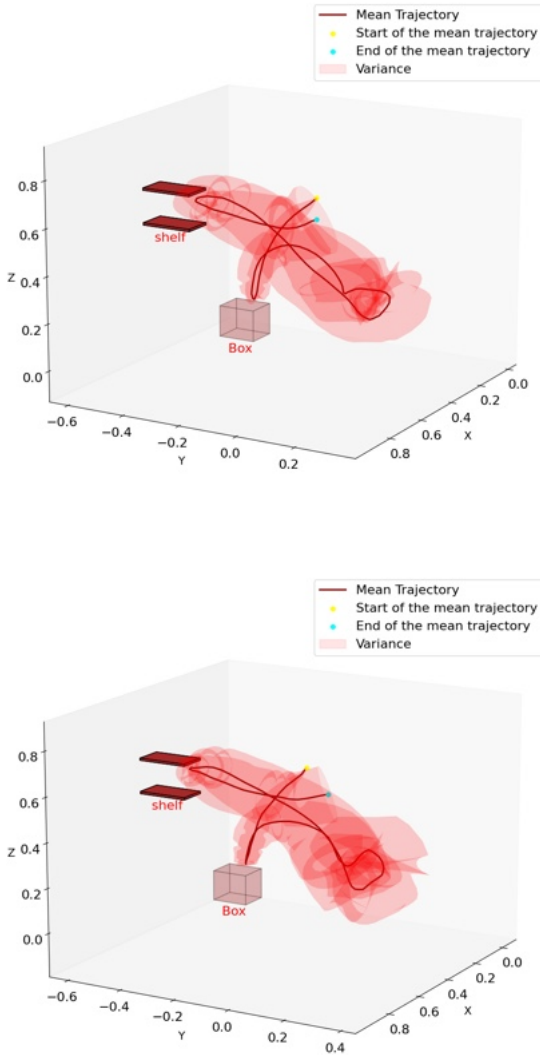 Mean Trajectory
Start of the mean trajectory
End of the mean trajectory
Variance
0.8
0.6
0.4
0.2
0.0
Z
shelf
Box
−0.6
−0.4
−0.2
0.0
0.2
Y
0.8
0.6
0.4
0.2
0.0
X
Mean Trajectory
Start of the mean trajectory
End of the mean trajectory
Variance
0.8
0.6
0.4
0.2
0.0
Z
shelf
Box
−0.6
−0.4
−0.2
0.0
0.2
0.4
Y
0.8
0.6
0.4
0.2
0.0
X